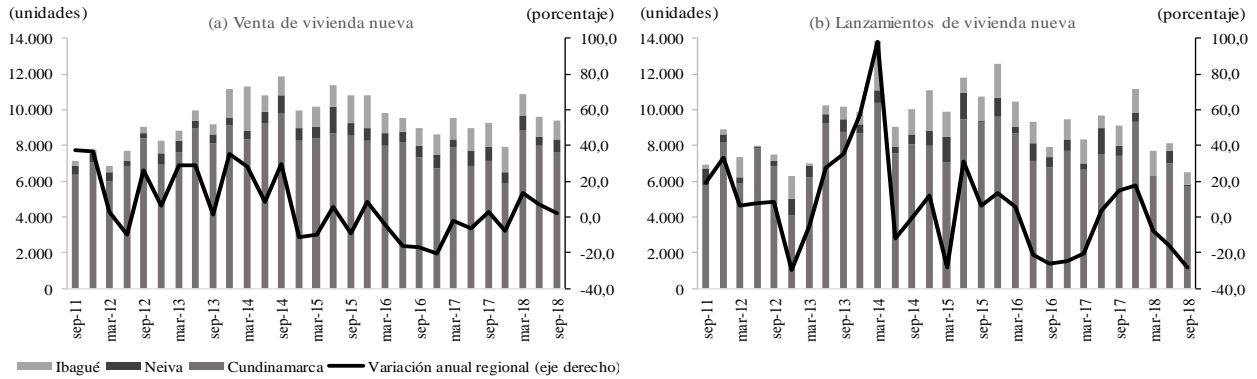 (unidades)
(a) Venta de vivienda nueva
(porcentaje)
14.000
12.000
10.000
8.000
6.000
4.000
2.000
0
100,0
80,0
60,0
40,0
20,0
0,0
-20,0
-40,0
sep-11
mar-12
sep-12
mar-13
sep-13
mar-14
sep-14
mar-15
sep-15
mar-16
sep-16
mar-17
sep-17
mar-18
sep-18
(unidades)
(b) Lanzamientos de vivienda nueva
(porcentaje)
14.000
12.000
10.000
8.000
6.000
4.000
2.000
0
100,0
80,0
60,0
40,0
20,0
0,0
-20,0
-40,0
sep-11
mar-12
sep-12
mar-13
sep-13
mar-14
sep-14
mar-15
sep-15
mar-16
sep-16
mar-17
sep-17
mar-18
sep-18
Ibagué Neiva Cundinamarca Variación anual regional (eje derecho)